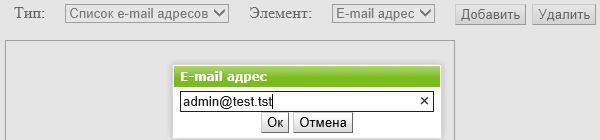 Тип: Список e-mail адресов Элемент: E-mail адрес Добавить Удалить
E-mail адрес
admin@test.tst
Ок Отмена